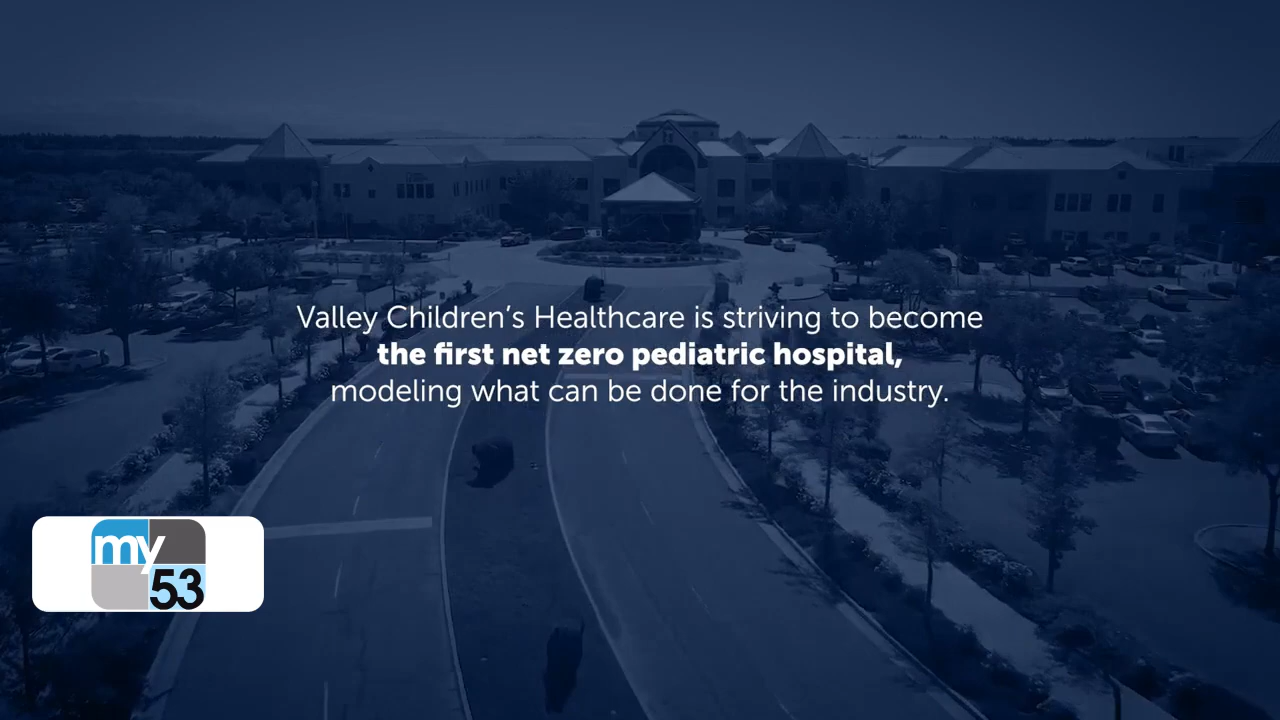 Valley Children's Healthcare is striving to become
the first net zero pediatric hospital,
modeling what can be done for the industry.
my
53